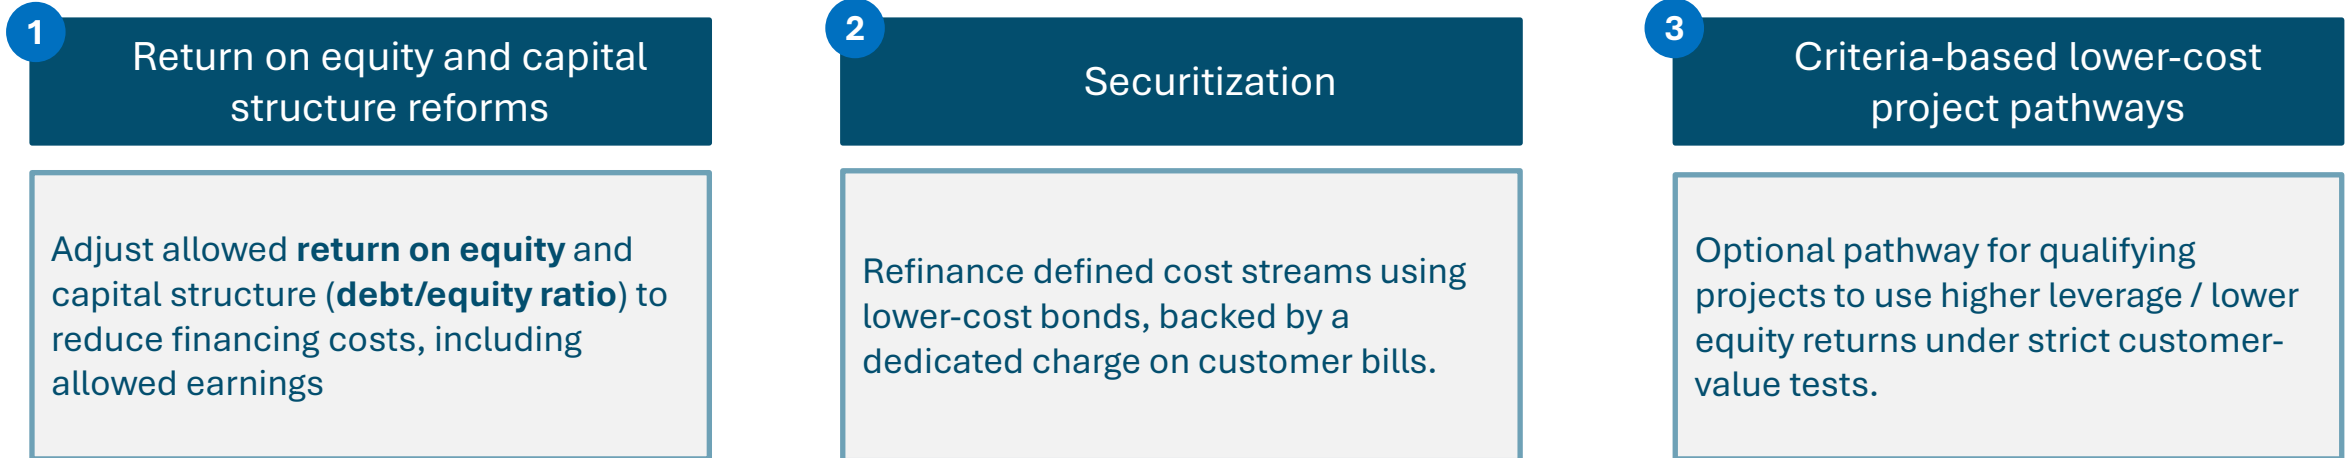 1
Return on equity and capital
structure reforms
Adjust allowed return on equity and
capital structure (debt/equity ratio) to
reduce financing costs, including
allowed earnings
2
Securitization
Refinance defined cost streams using
lower-cost bonds, backed by a
dedicated charge on customer bills.
3
Criteria-based lower-cost
project pathways
Optional pathway for qualifying
projects to use higher leverage / lower
equity returns under strict customer-
value tests.